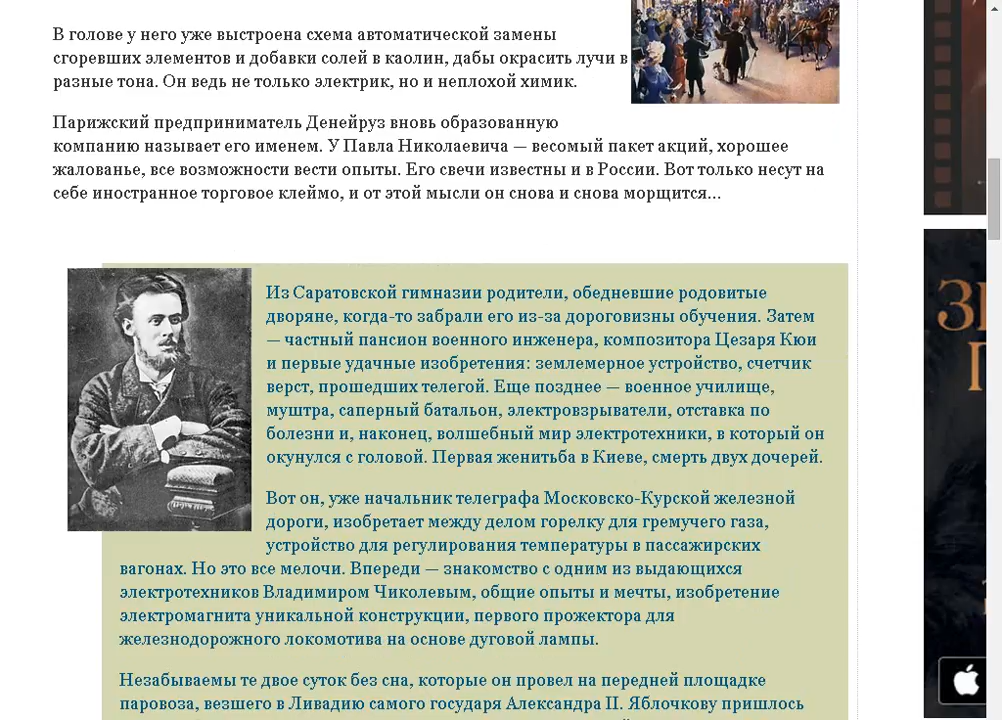 В голове у него уже выстроена схема автоматической замены
сгоревших элементов и добавки солей в каолин, дабы окрасить лучи в
разные тона. Он ведь не только электрик, но и неплохой химик.
Парижский предприниматель Денейруз вновь образованную
компанию называет его именем. У Павла Николаевича — весомый пакет акций, хорошее
жалованье, все возможности вести опыты. Его свечи известны и в России. Вот только несут на
себе иностранное торговое клеймо, и от этой мысли он снова и снова морщится...
Из Саратовской гимназии родители, обедневшие родовитые
дворяне, когда-то забрали его из-за дороговизны обучения. Затем
— частный пансион военного инженера, композитора Цезаря Кюи
и первые удачные изобретения: землемерное устройство, счетчик
верст, прошедших телегой. Еще позднее — военное училище,
муштра, саперный батальон, электровзрыватели, отставка по
болезни и, наконец, волшебный мир электротехники, в который он
окунулся с головой. Первая женитьба в Киеве, смерть двух дочерей.
Вот он, уже начальник телеграфа Московско-Курской железной
дороги, изобретает между делом горелку для гремучего газа,
устройство для регулирования температуры в пассажирских
вагонах. Но это все мелочи. Впереди — знакомство с одним из выдающихся
электротехников Владимиром Чиколевым, общие опыты и мечты, изобретение
электромагнита уникальной конструкции, первого прожектора для
железнодорожного локомотива на основе дуговой лампы.
Незабываемы те двое суток без сна, которые он провел на передней площадке
паровоза, везшего в Ливадию самого государя Александра II. Яблочкову пришлось